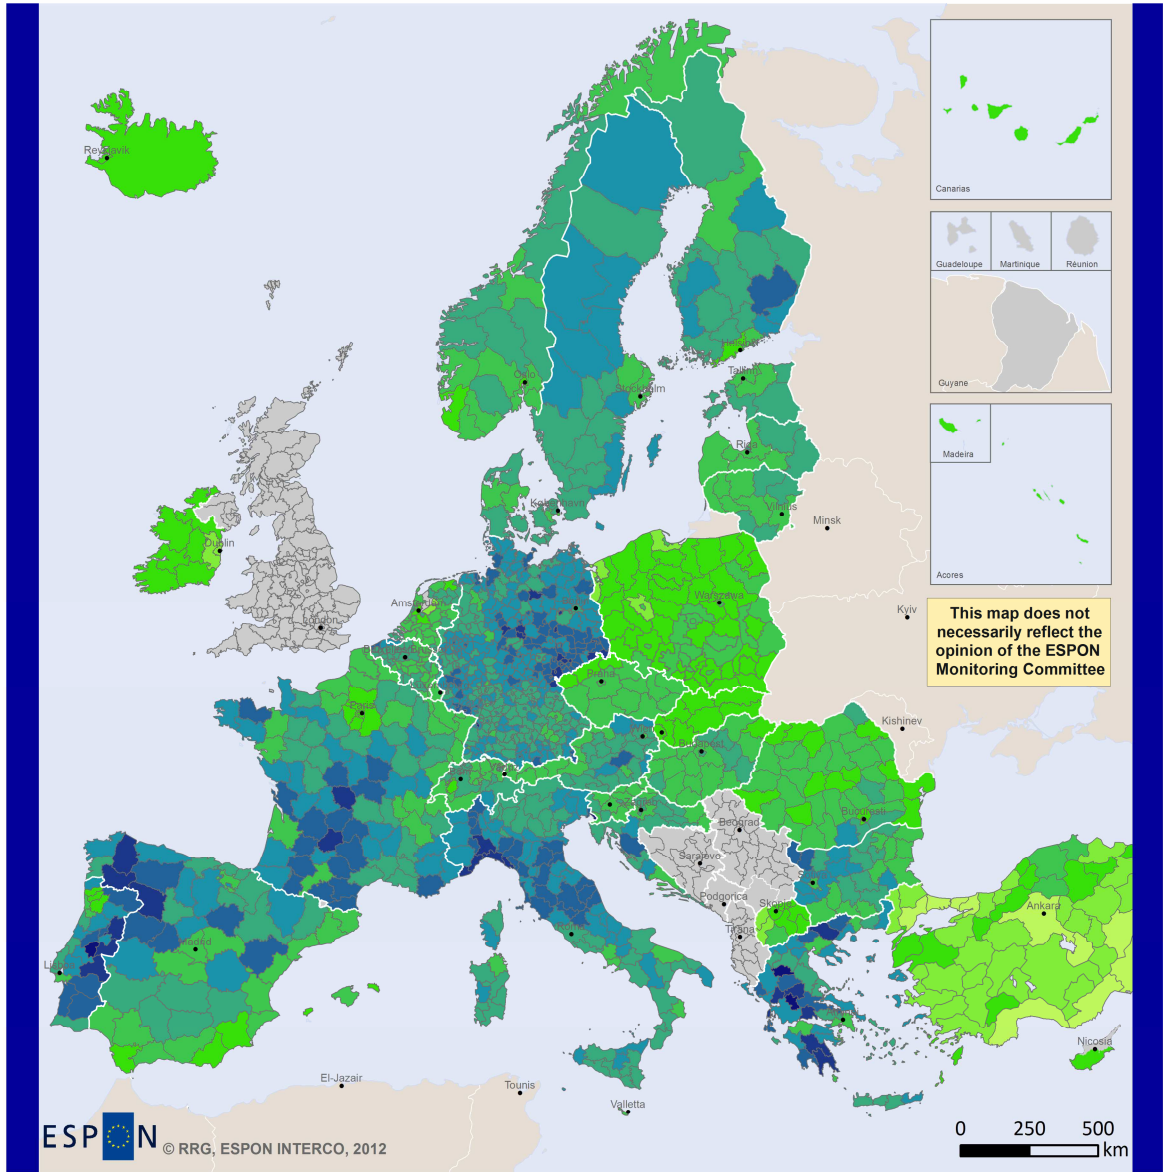 Reykjavik
Canarias
Guadeloupe
Martinique
Réunion
Guyane
Madeira
Acores
Oslo
Helsinki
Tallinn
Stockholm
Riga
København
Vilnius
Minsk
Dublin
Amsterdam
Warszawa
Kyiv
London
This map does not
necessarily reflect the
opinion of the ESPON
Monitoring Committee
Praha
Paris
Kishinev
Budapest
Bucuresti
Beograd
Sarajevo
Podgorica
Skopje
Ankara
Tirana
Madrid
Nicosia
El-Jazair
Tounis
Valletta
ESPON
© RRG, ESPON INTERCO, 2012
0 250 500
km